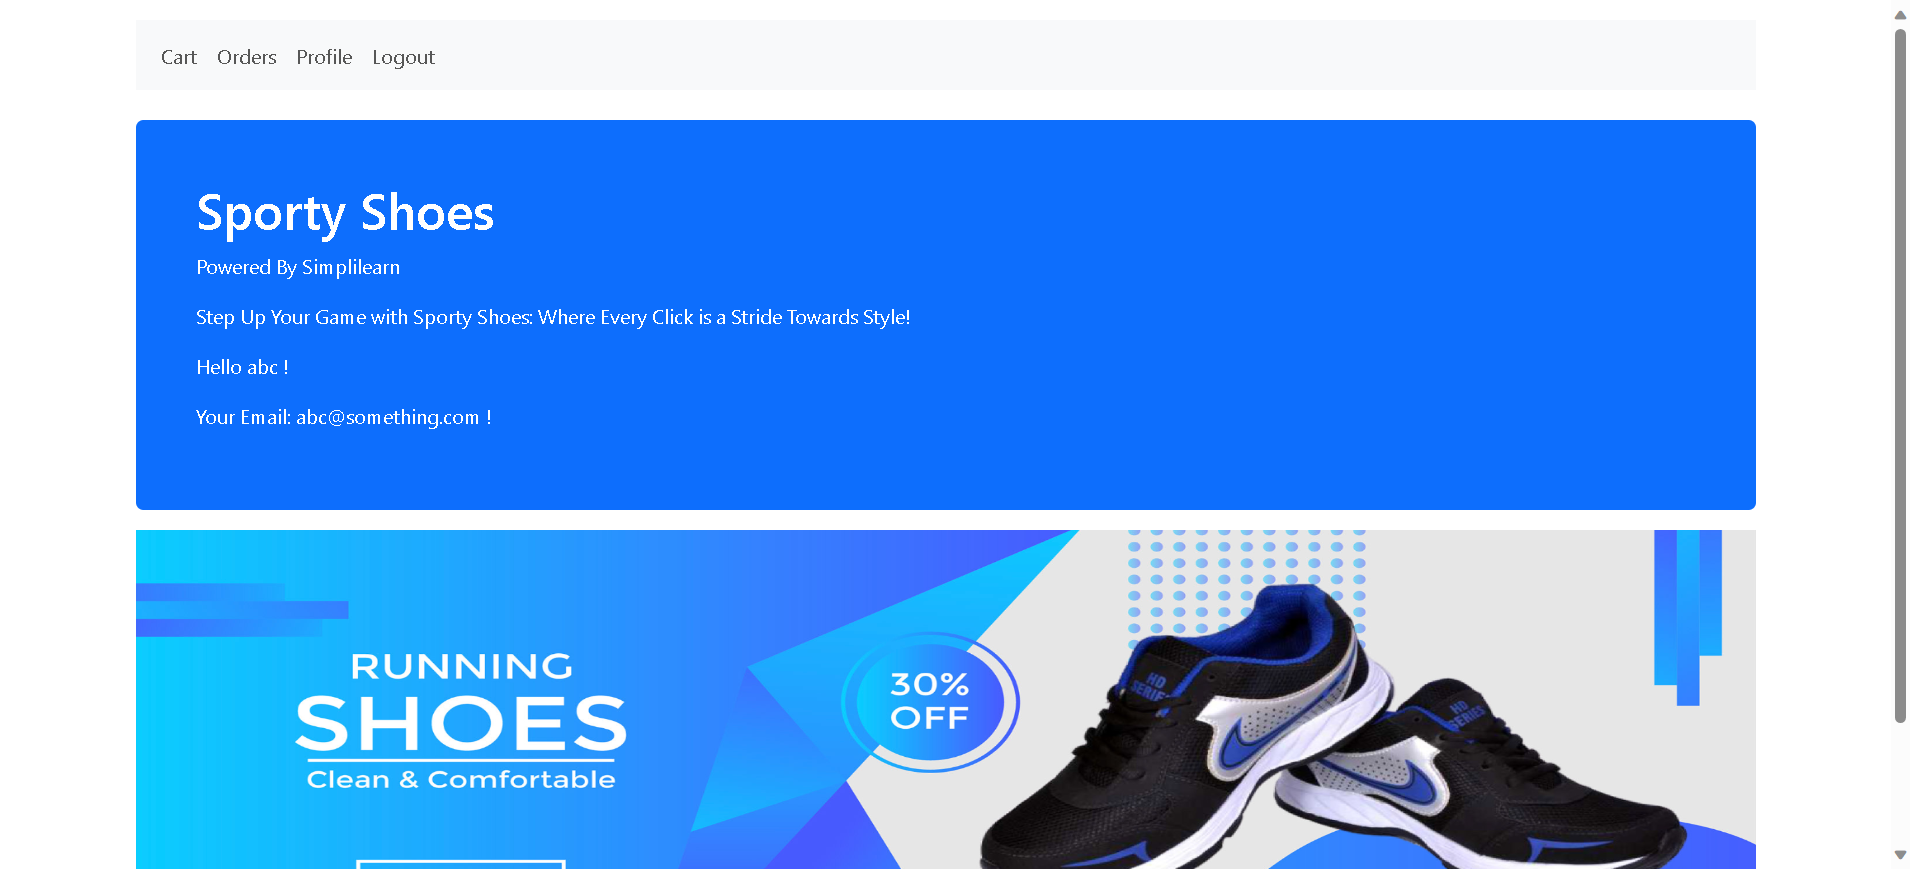 Cart Orders Profile Logout
Sporty Shoes
Powered By Simplilearn
Step Up Your Game with Sporty Shoes: Where Every Click is a Stride Towards Style!
Hello abc !
Your Email: abc@something.com !
RUNNING
SHOES
Clean & Comfortable
30%
OFF
HD
SERIES
HD
SERIES